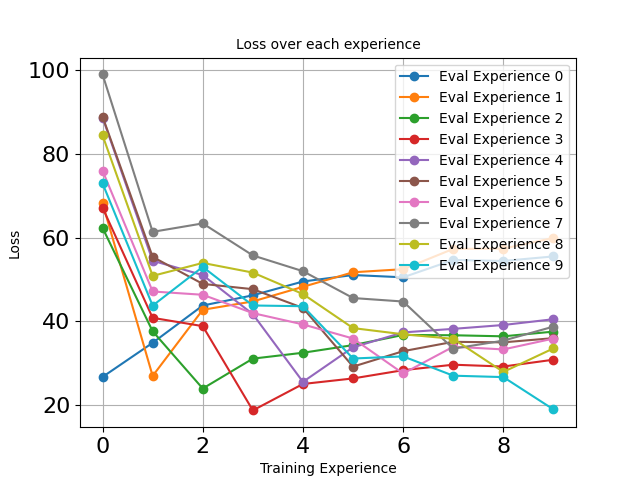 Loss over each experience
100
80
60
40
20
Loss
0
2
4
6
8
Training Experience
Eval Experience 0
Eval Experience 1
Eval Experience 2
Eval Experience 3
Eval Experience 4
Eval Experience 5
Eval Experience 6
Eval Experience 7
Eval Experience 8
Eval Experience 9